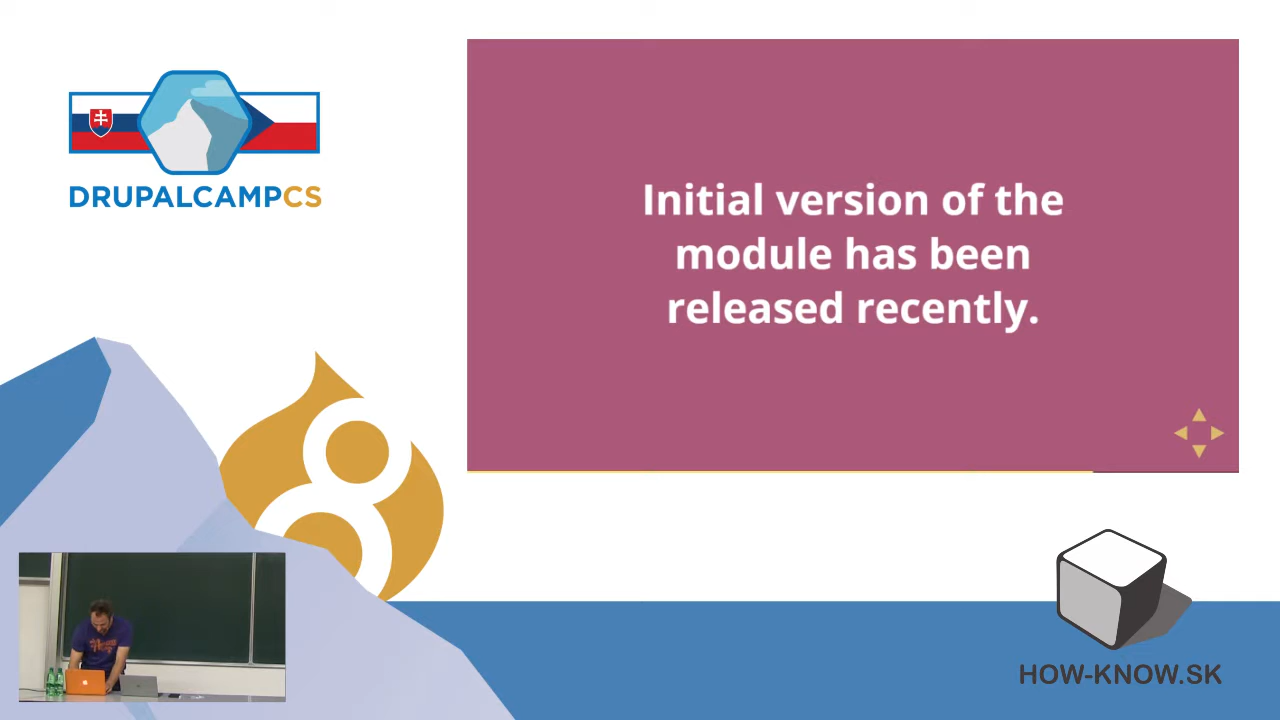 DRUPALCAMPCS
Initial version of the
module has been
released recently.
HOW-KNOW.SK